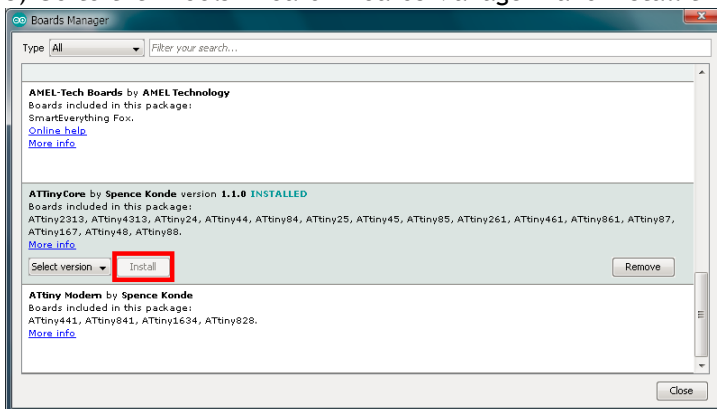 Boards Manager
Type All Filter your search...
AMEL-Tech Boards by AMEL Technology
Boards included in this package:
SmartEverything Fox.
Online help
More info
ATTinyCore by Spence Konde version 1.1.0 INSTALLED
Boards included in this package:
ATtiny2313, ATtiny4313, ATtiny24, ATtiny44, ATtiny84, ATtiny25, ATtiny45, ATtiny85, ATtiny261, ATtiny461, ATtiny861, ATtiny87,
ATtiny167, ATtiny48, ATtiny88.
More info
Select version Install Remove
ATtiny Modern by Spence Konde
Boards included in this package:
ATtiny441, ATtiny841, ATtiny1634, ATtiny828.
More info
Close